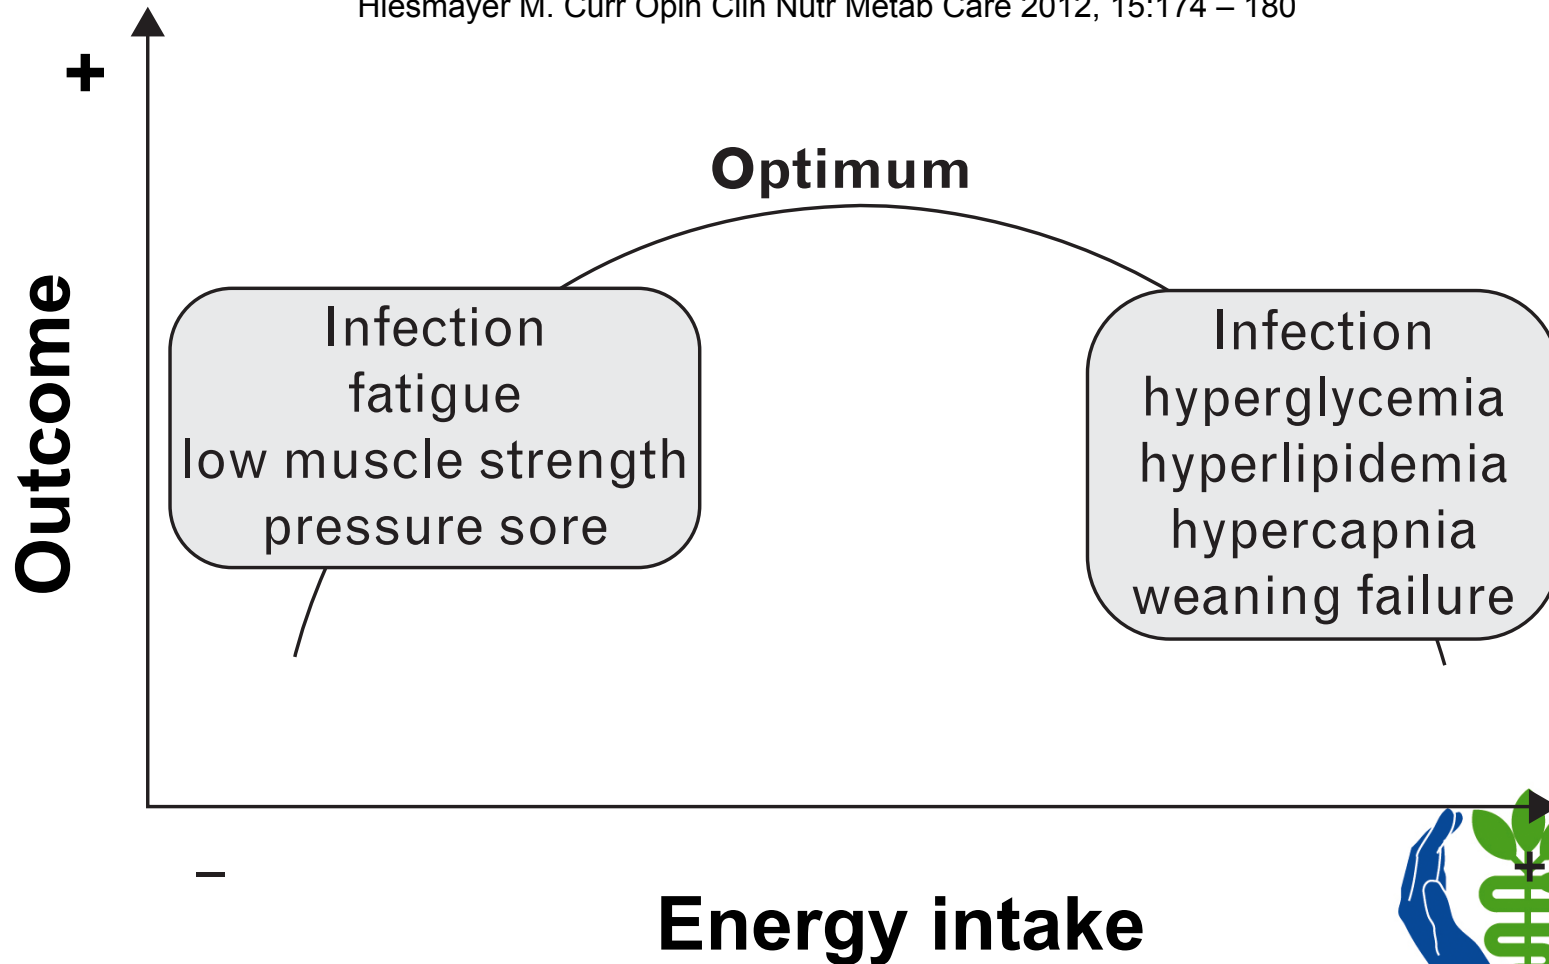 Hiesmayer M. Curr Opin Clin Nutr Metab Care 2012, 15:174 – 180
+
Optimum
Outcome
Infection
fatigue
low muscle strength
pressure sore
Infection
hyperglycemia
hyperlipidemia
hypercapnia
weaning failure
–
+
Energy intake